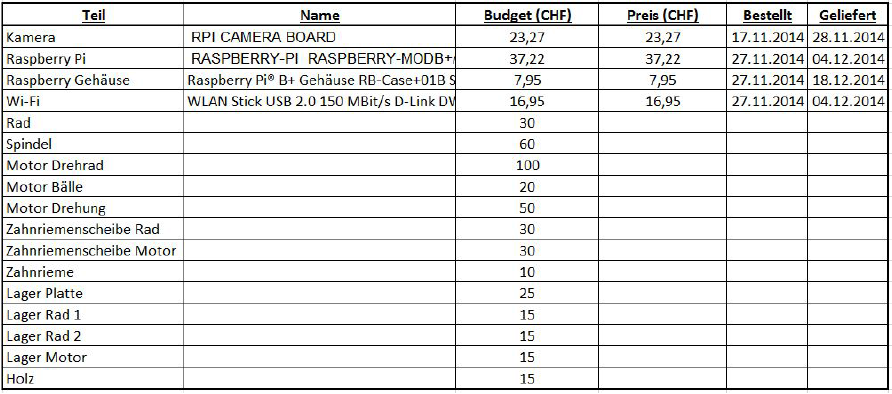 Teil Name Budget (CHF) Preis (CHF) Bestellt Geliefert
Kamera RPI CAMERA BOARD 23,27 23,27 17.11.2014 28.11.2014
Raspberry Pi RASPBERRY-PI RASPBERRY-MODB+/ 37,22 37,22 27.11.2014 04.12.2014
Raspberry Gehäuse Raspberry Pi® B+ Gehäuse RB-Case+01B S 7,95 7,95 27.11.2014 18.12.2014
Wi-Fi WLAN Stick USB 2.0 150 MBit/s D-Link DW 16,95 16,95 27.11.2014 04.12.2014
Rad 30
Spindel 60
Motor Drehrad 100
Motor Bälle 20
Motor Drehung 50
Zahnriemenscheibe Rad 30
Zahnriemenscheibe Motor 30
Zahnrieme 10
Lager Platte 25
Lager Rad 1 15
Lager Rad 2 15
Lager Motor 15
Holz 15